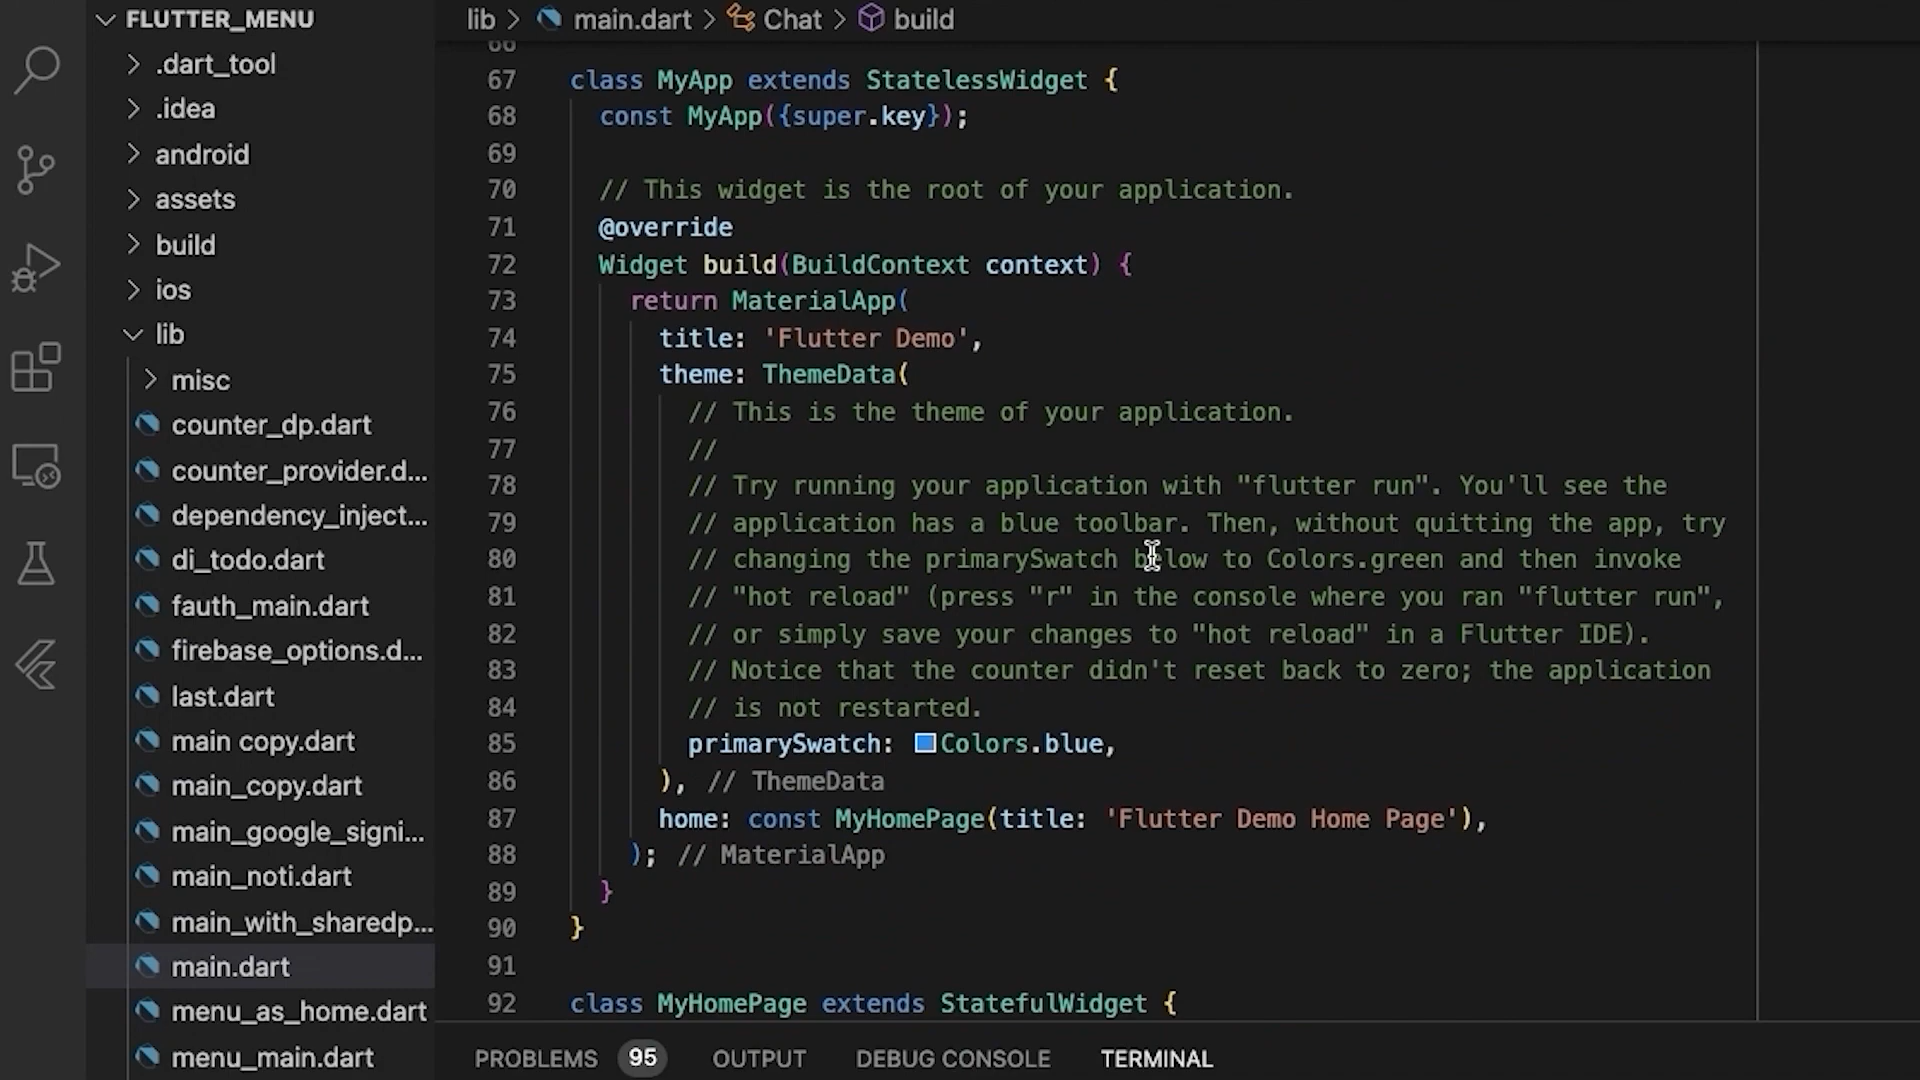 FLUTTER_MENU
.dart_tool
.idea
android
assets
build
ios
lib
misc
counter_dp.dart
counter_provider.d...
dependency_inject...
di_todo.dart
fauth_main.dart
firebase_options.d...
last.dart
main copy.dart
main_copy.dart
main_google_signi...
main_noti.dart
main_with_sharedp...
main.dart
menu_as_home.dart
menu_main.dart
lib > main.dart > Chat > build
66
67 class MyApp extends StatelessWidget {
68 const MyApp({super.key});
69
70 // This widget is the root of your application.
71 @override
72 Widget build(BuildContext context) {
73 return MaterialApp(
74 title: 'Flutter Demo',
75 theme: ThemeData(
76 // This is the theme of your application.
77 //
78 // Try running your application with "flutter run". You'll see the
79 // application has a blue toolbar. Then, without quitting the app, try
80 // changing the primarySwatch below to Colors.green and then invoke
81 // "hot reload" (press "r" in the console where you ran "flutter run",
82 // or simply save your changes to "hot reload" in a Flutter IDE).
83 // Notice that the counter didn't reset back to zero; the application
84 // is not restarted.
85 primarySwatch: Colors.blue,
86 ), // ThemeData
87 home: const MyHomePage(title: 'Flutter Demo Home Page'),
88 ); // MaterialApp
89 }
90 }
91
92 class MyHomePage extends StatefulWidget {
PROBLEMS 95 OUTPUT DEBUG CONSOLE TERMINAL